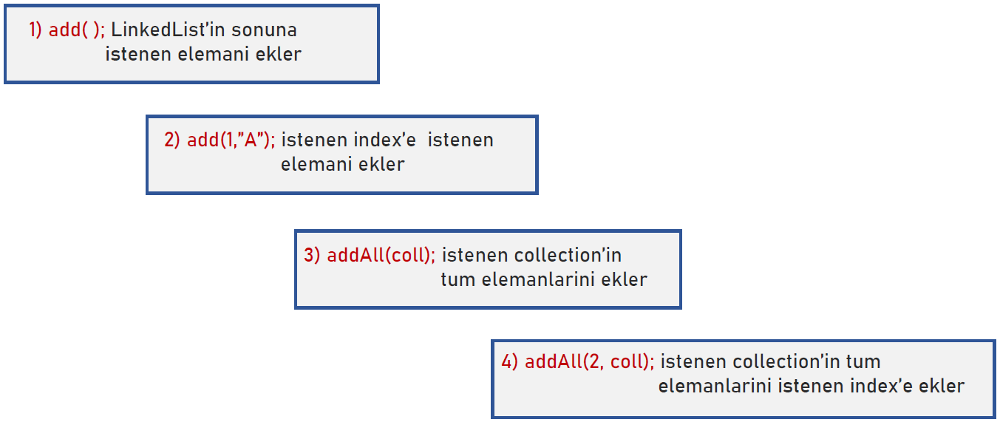 1) add( ); LinkedList’in sonuna
istenen elemani ekler
2) add(1,”A”); istenen index’e istenen
elemani ekler
3) addAll(coll); istenen collection’in
tum elemanlarini ekler
4) addAll(2, coll); istenen collection’in tum
elemanlarini istenen index’e ekler